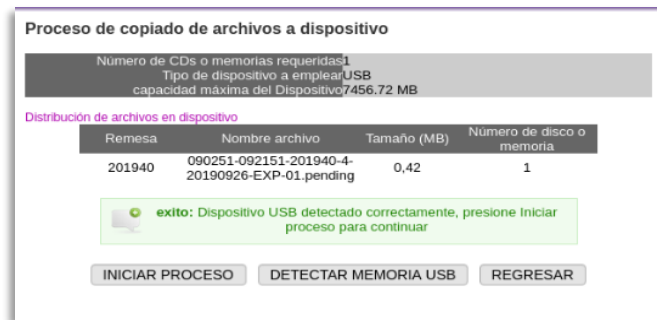 Proceso de copiado de archivos a dispositivo
Número de CDs o memorias requeridas 1
Tipo de dispositivo a emplear USB
capacidad máxima del Dispositivo 7456.72 MB
Distribución de archivos en dispositivo
Remesa Nombre archivo Tamaño (MB) Número de disco o
memoria
201940 090251-092151-201940-4- 0,42 1
20190926-EXP-01.pending
exito: Dispositivo USB detectado correctamente, presione Iniciar
proceso para continuar
INICIAR PROCESO DETECTAR MEMORIA USB REGRESAR